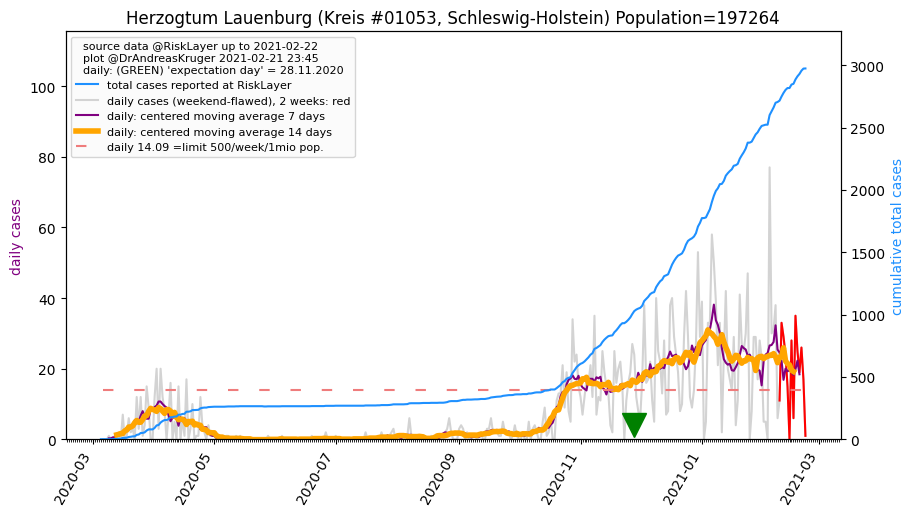 Herzogtum Lauenburg (Kreis #01053, Schleswig-Holstein) Population=197264
source data @RiskLayer up to 2021-02-22
plot @DrAndreasKruger 2021-02-21 23:45
daily: (GREEN) 'expectation day' = 28.11.2020
total cases reported at RiskLayer
daily cases (weekend-flawed), 2 weeks: red
daily: centered moving average 7 days
daily: centered moving average 14 days
daily 14.09 =limit 500/week/1mio pop.
daily cases
100
80
60
40
20
0
cumulative total cases
3000
2500
2000
1500
1000
500
0
2020-03
2020-05
2020-07
2020-09
2020-11
2021-01
2021-03